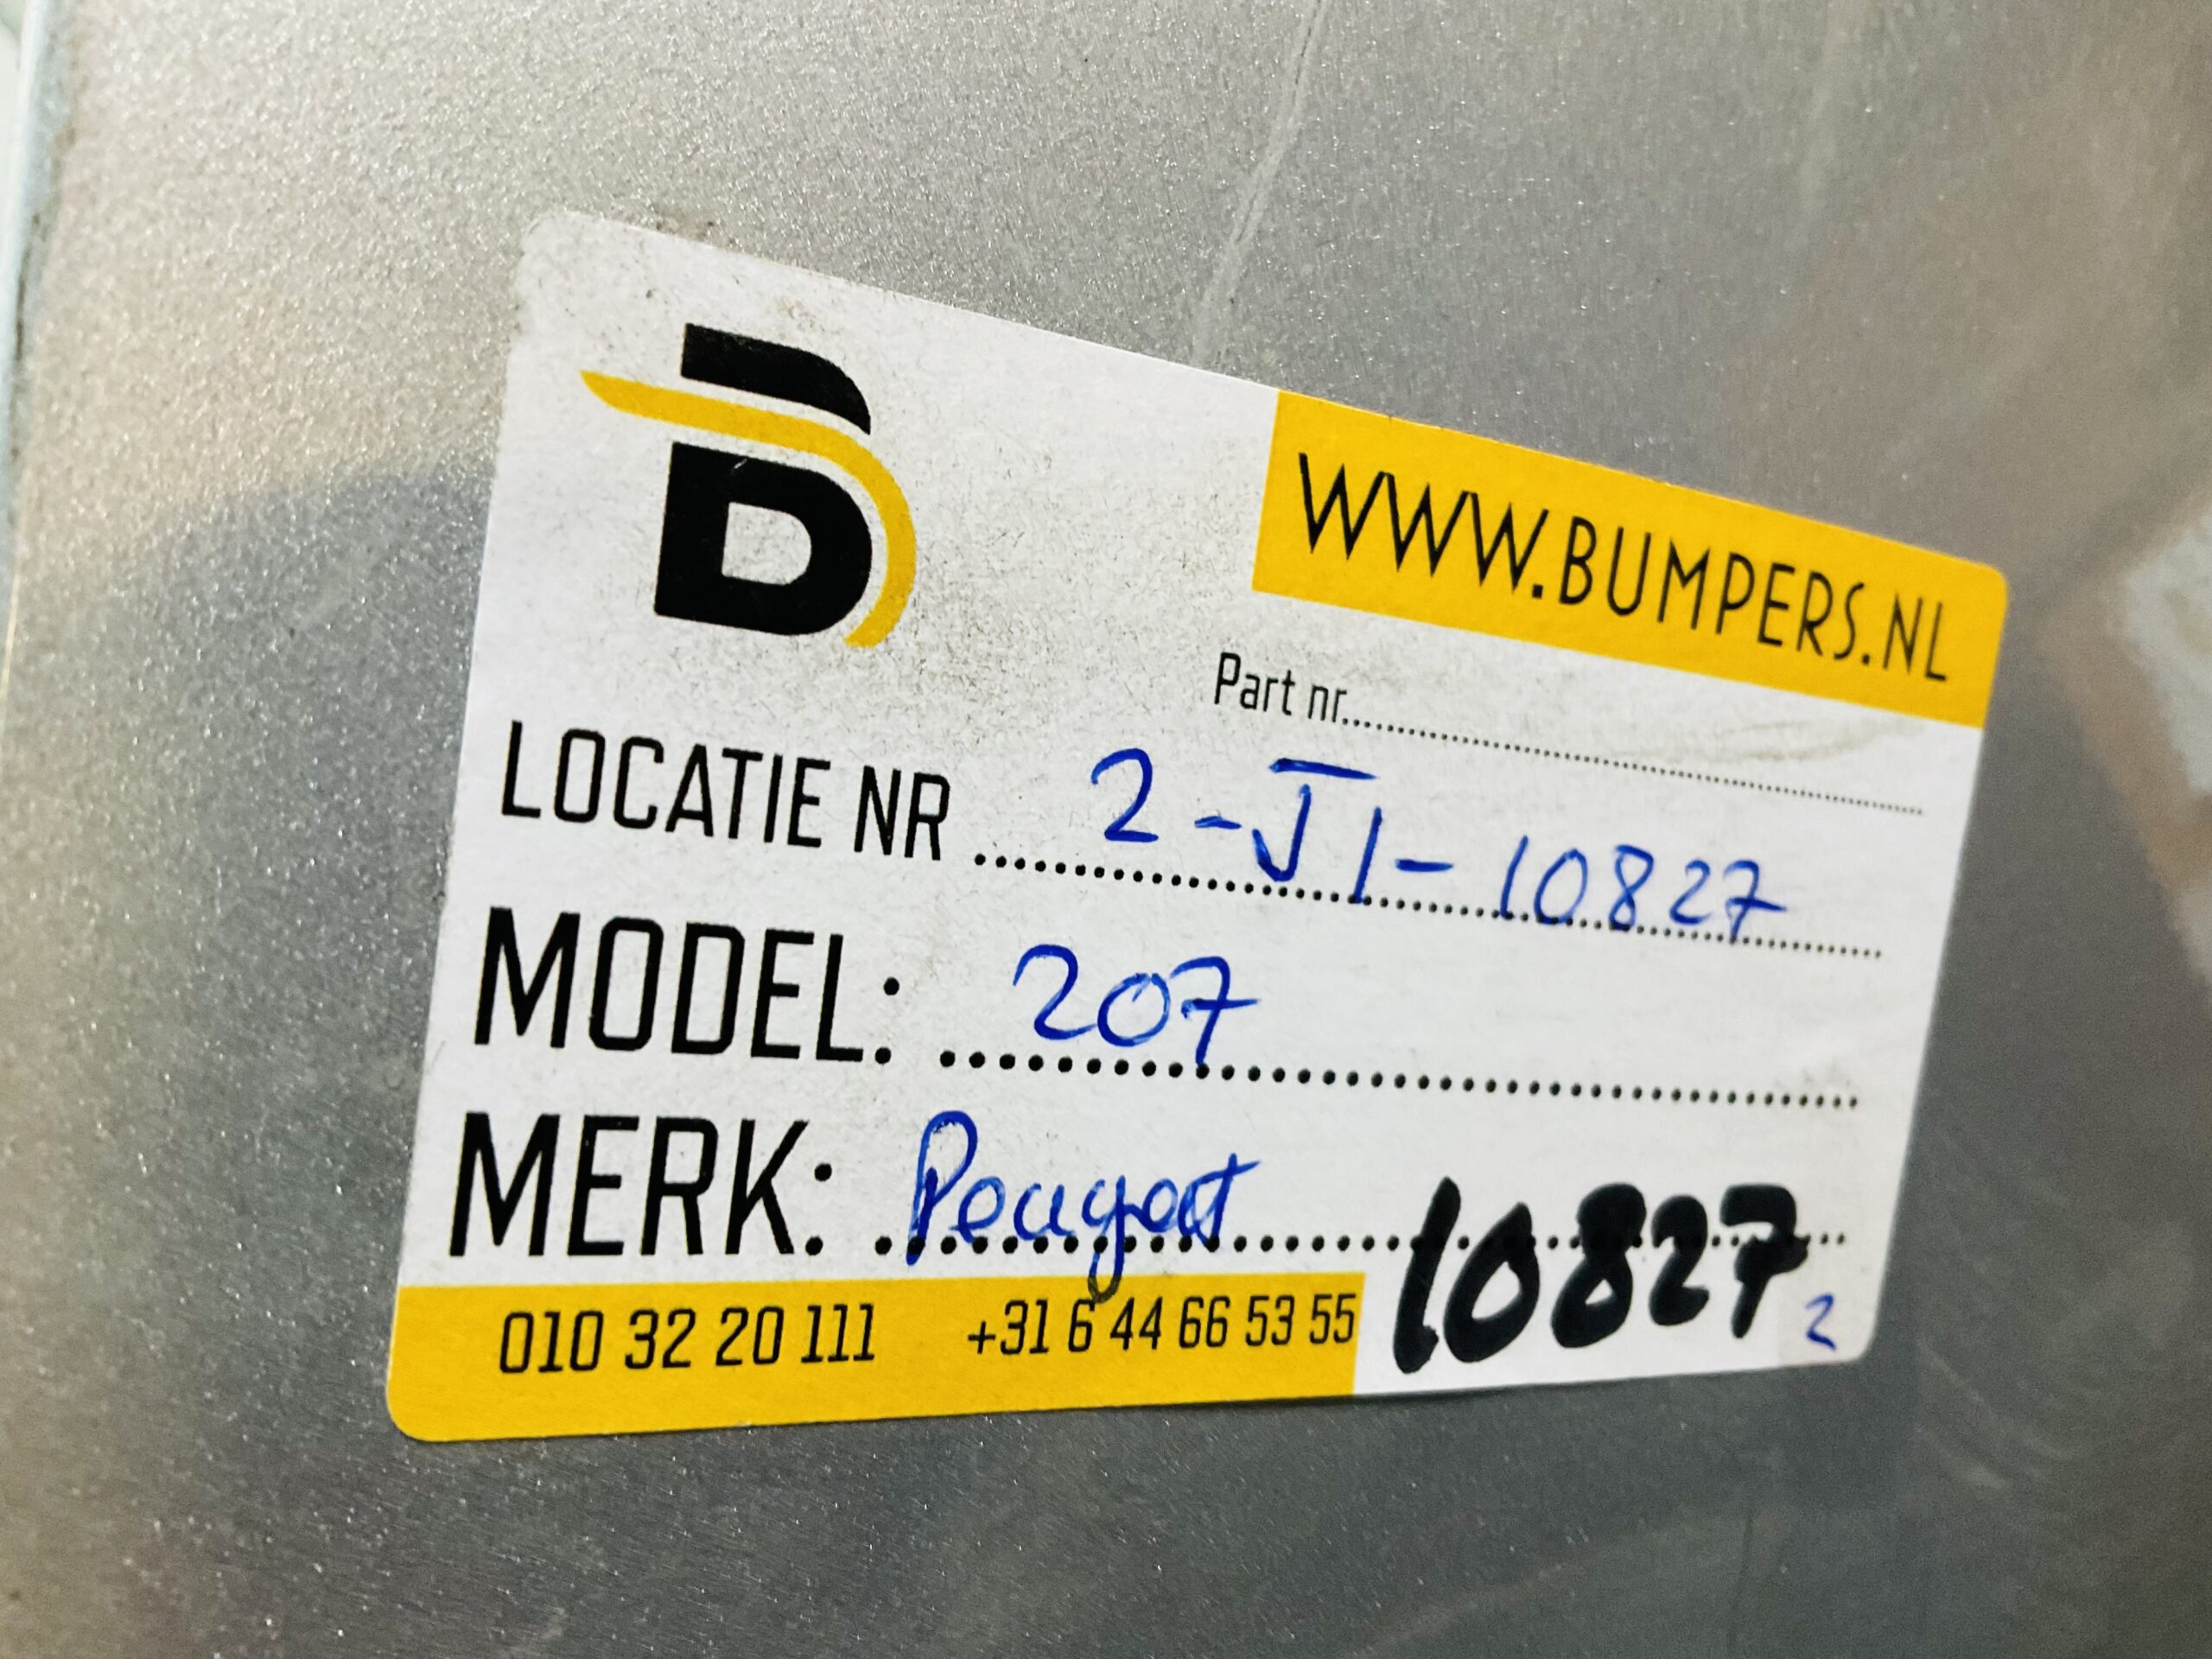 B
WWW.BUMPERS.NL
Part nr...
LOCATIE NR ... 2-J1-10827
MODEL: ... 207
MERK: ... Peugeot
10827 2
010 32 20 111 +31 6 44 66 53 55